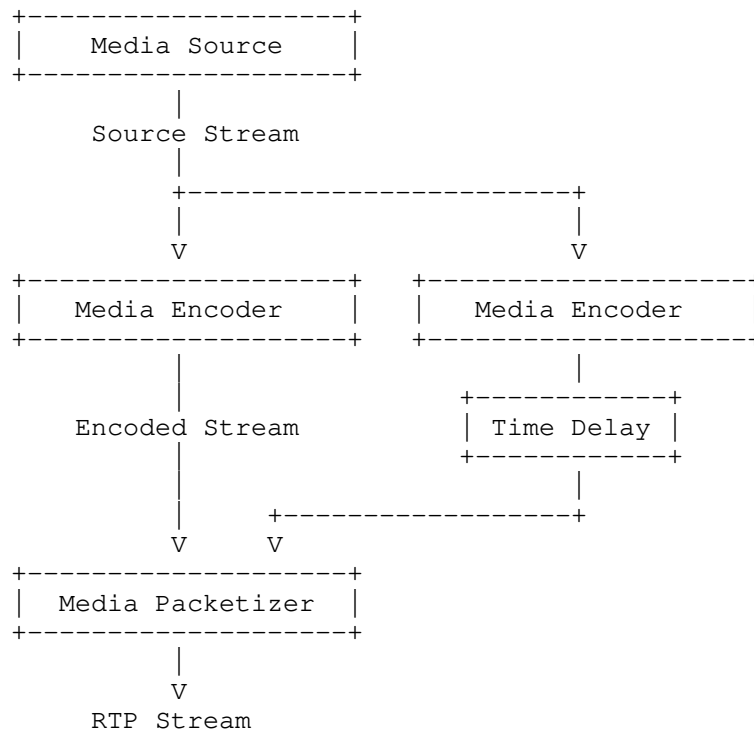 Media Source
Source Stream
V V
Media Encoder Media Encoder
Encoded Stream Time Delay
V V
Media Packetizer
V
RTP Stream